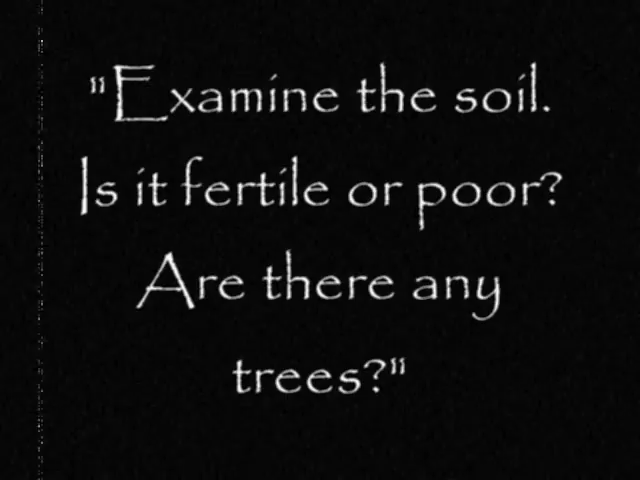 "Examine the soil.
Is it fertile or poor?
Are there any
trees?"